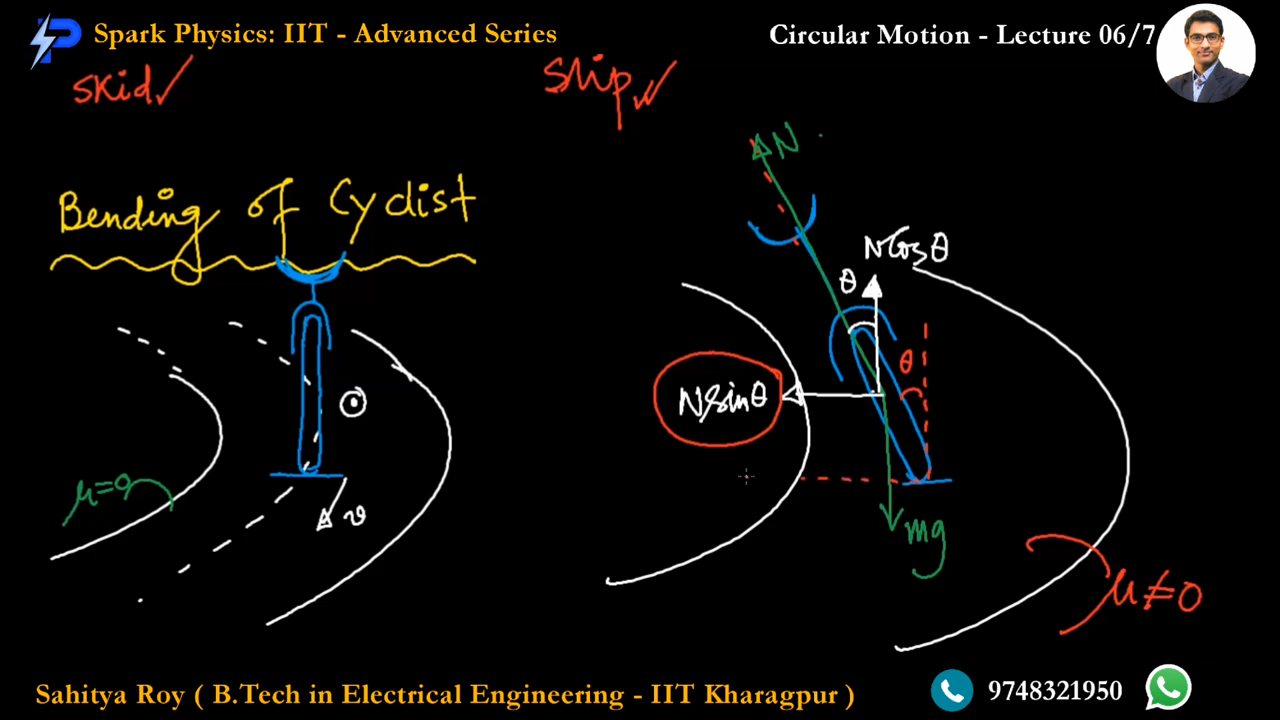 Spark Physics: IIT - Advanced Series
Circular Motion - Lecture 06/7
skid✓
slip✓✓
Bending of Cyclist
N
N Cos θ
θ
θ
N Sin θ
μ=0
v
mg
μ≠0
Sahitya Roy ( B.Tech in Electrical Engineering - IIT Kharagpur )
9748321950